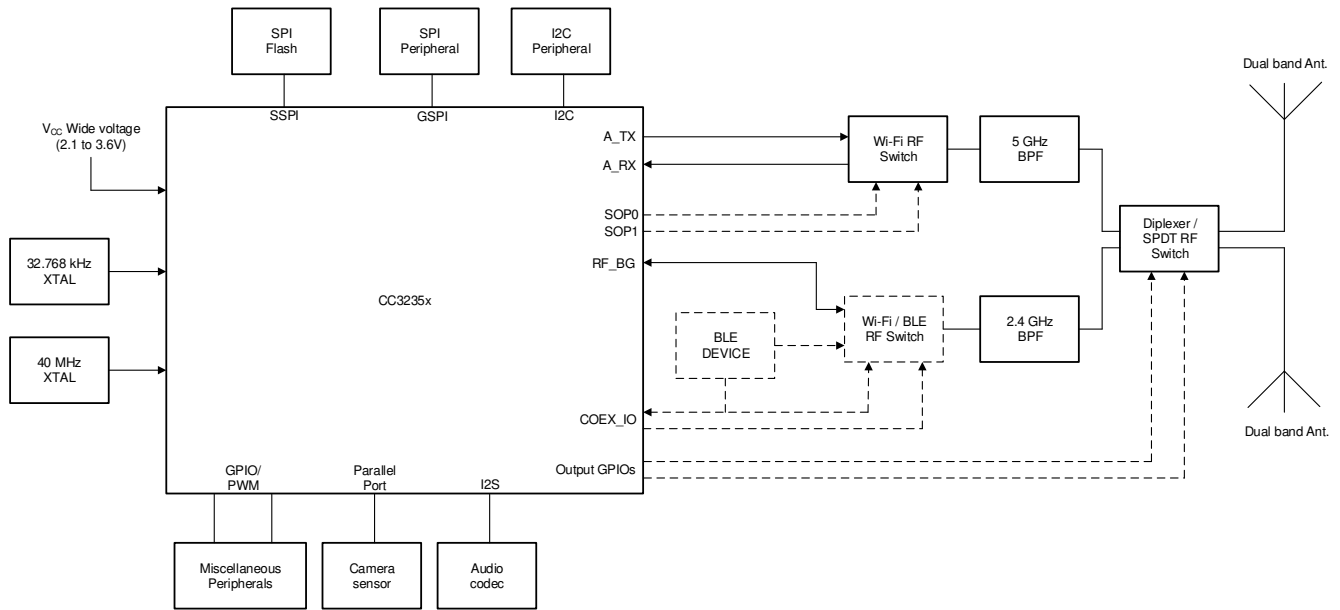 SPI
Flash
SPI
Peripheral
I2C
Peripheral
Dual band Ant.
SSPI
GSPI
I2C
VCC Wide voltage
(2.1 to 3.6V)
A_TX
A_RX
Wi-Fi RF
Switch
5 GHz
BPF
SOP0
SOP1
Diplexer /
SPDT RF
Switch
32.768 kHz
XTAL
RF_BG
CC3235x
BLE
DEVICE
Wi-Fi / BLE
RF Switch
2.4 GHz
BPF
40 MHz
XTAL
COEX_IO
Dual band Ant.
GPIO/
PWM
Parallel
Port
I2S
Output GPIOs
Miscellaneous
Peripherals
Camera
sensor
Audio
codec